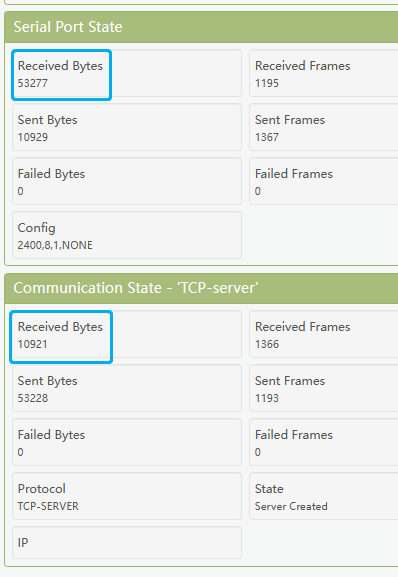 Serial Port State
Received Bytes
53277
Received Frames
1195
Sent Bytes
10929
Sent Frames
1367
Failed Bytes
0
Failed Frames
0
Config
2400,8,1,NONE
Communication State - 'TCP-server'
Received Bytes
10921
Received Frames
1366
Sent Bytes
53228
Sent Frames
1193
Failed Bytes
0
Failed Frames
0
Protocol
TCP-SERVER
State
Server Created
IP